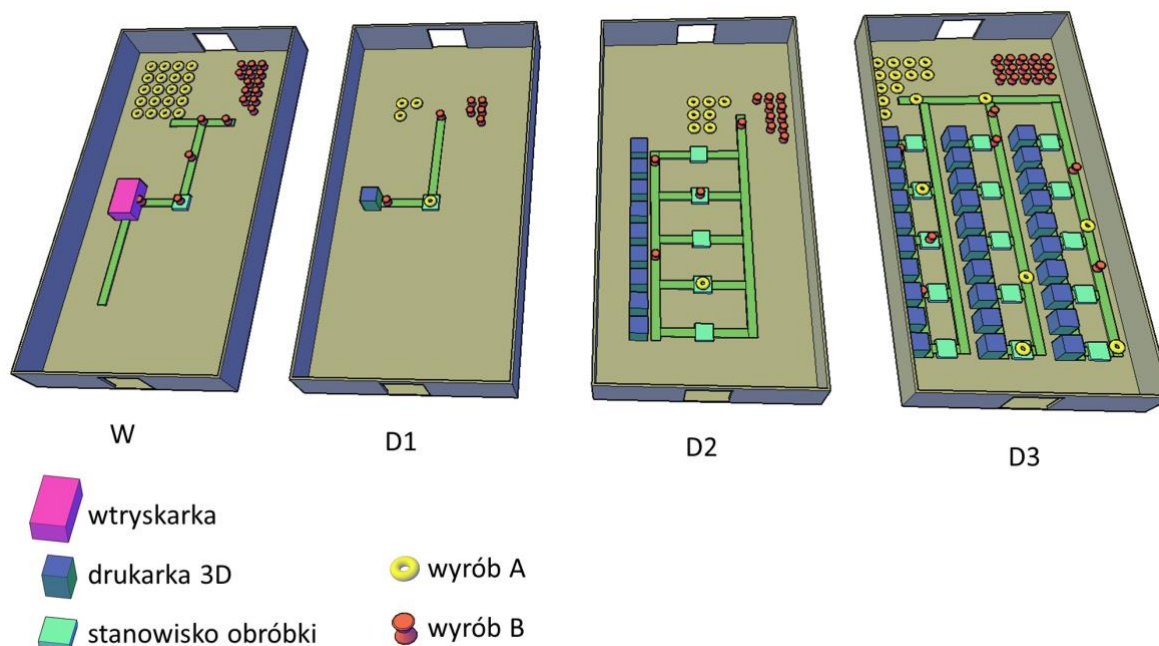 W
D1
D2
D3
wtryskarka
drukarka 3D
stanowisko obróbki
wyrób A
wyrób B